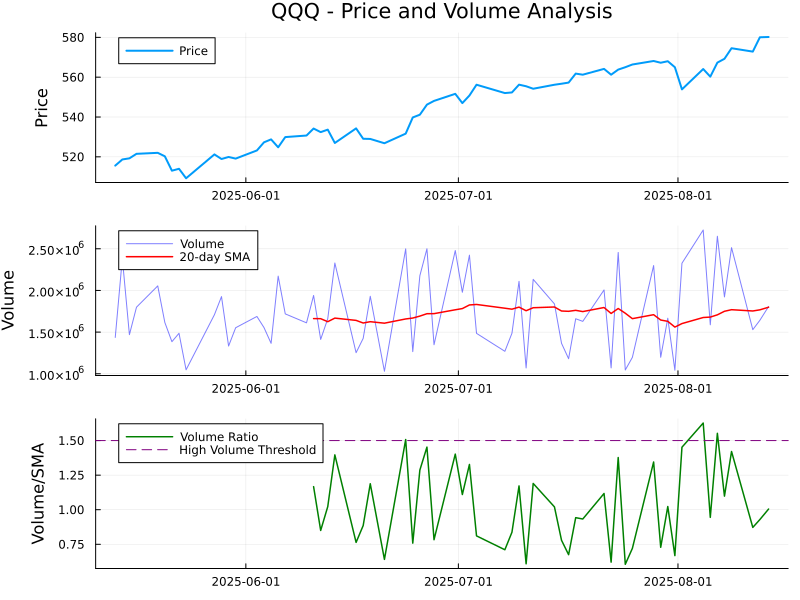 QQQ - Price and Volume Analysis
Price
580
560
540
520
Price
2025-06-01 2025-07-01 2025-08-01
Volume
20-day SMA
2.50×10⁶
2.00×10⁶
1.50×10⁶
1.00×10⁶
Volume
2025-06-01 2025-07-01 2025-08-01
Volume Ratio
High Volume Threshold
1.50
1.25
1.00
0.75
Volume/SMA
2025-06-01 2025-07-01 2025-08-01